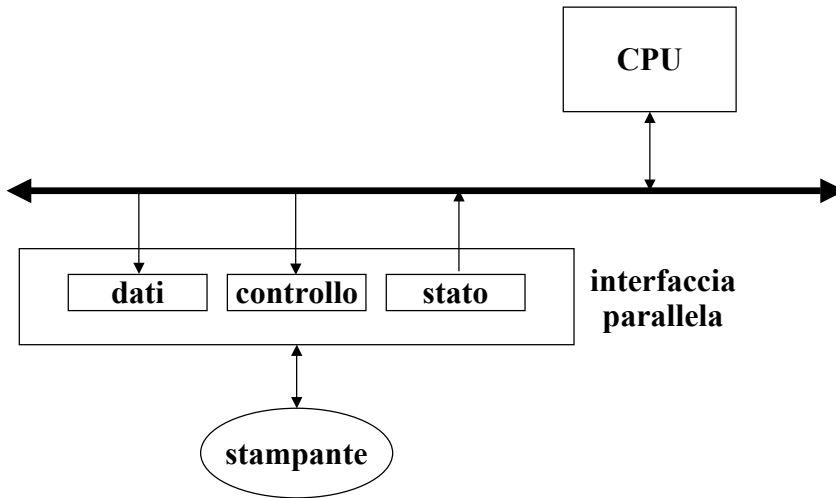 CPU
dati
controllo
stato
interfaccia
parallela
stampante